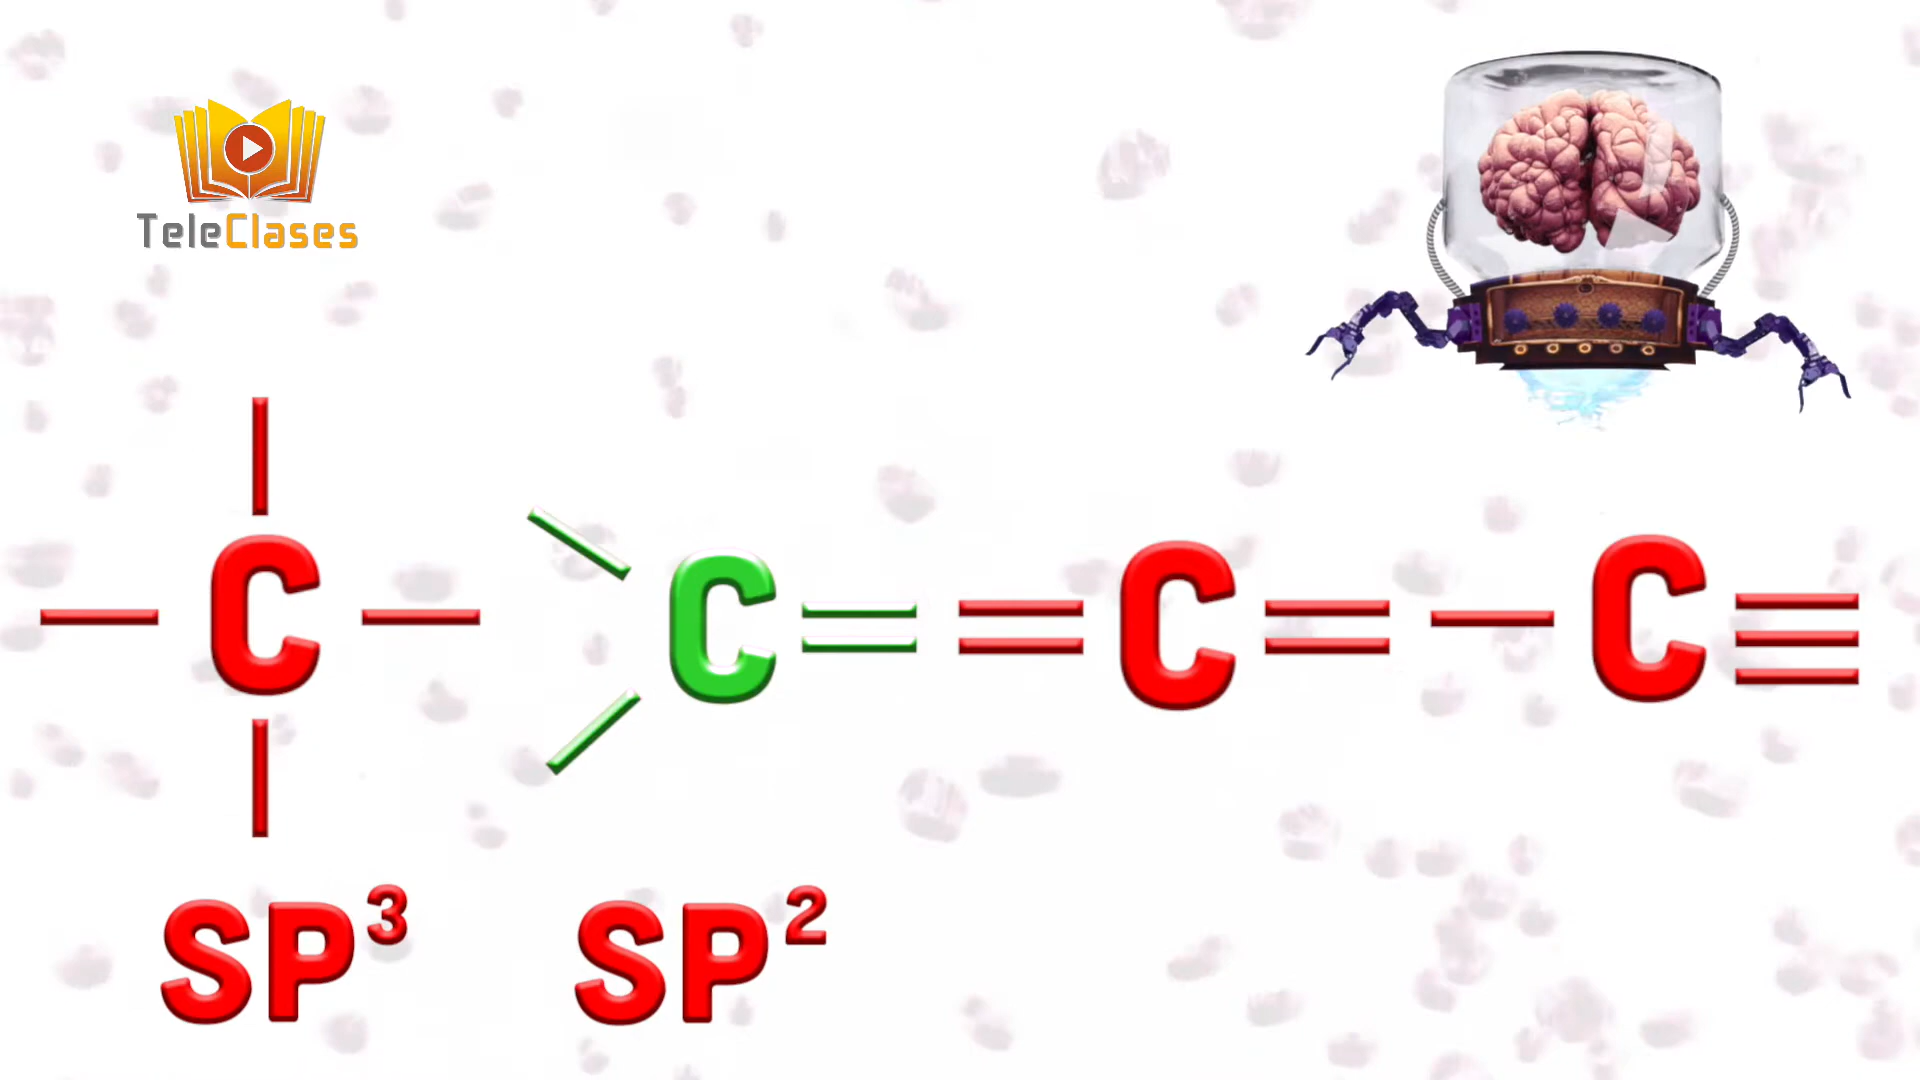 TeleClases
C C = = C = - C ≡
SP³ SP²